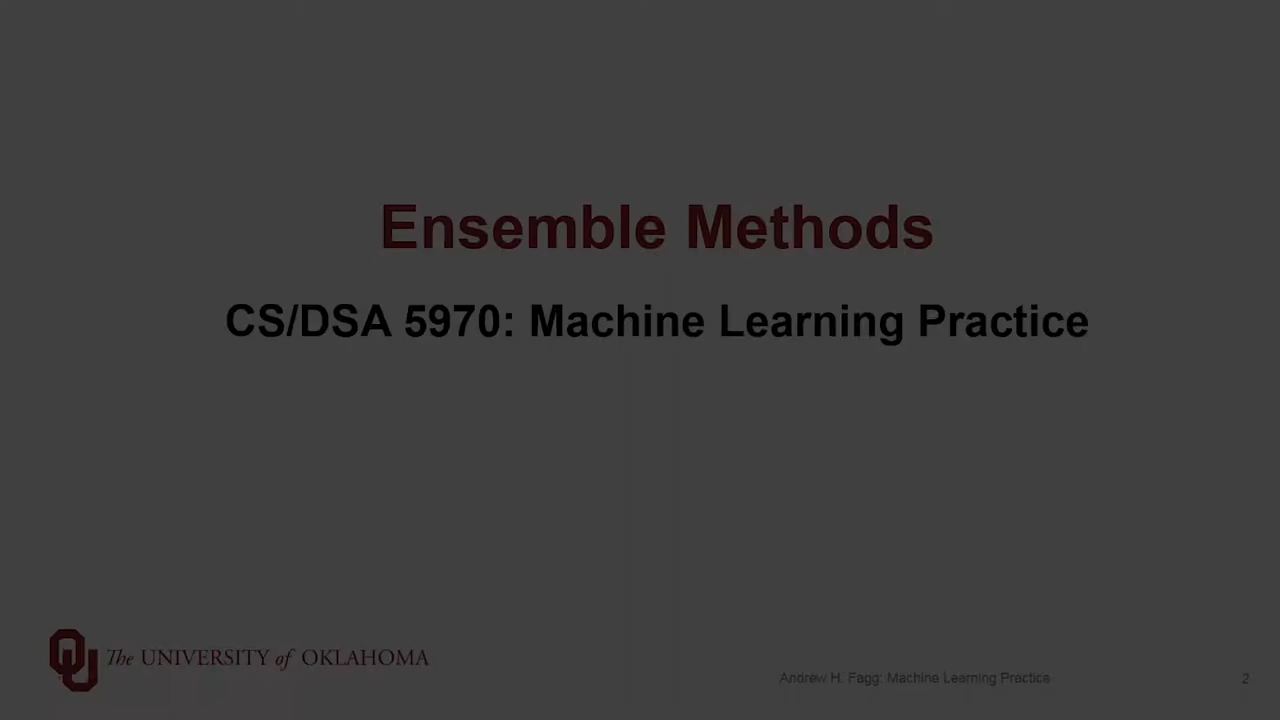 Ensemble Methods
CS/DSA 5970: Machine Learning Practice
The UNIVERSITY of OKLAHOMA
Andrew H. Fagg: Machine Learning Practice
2